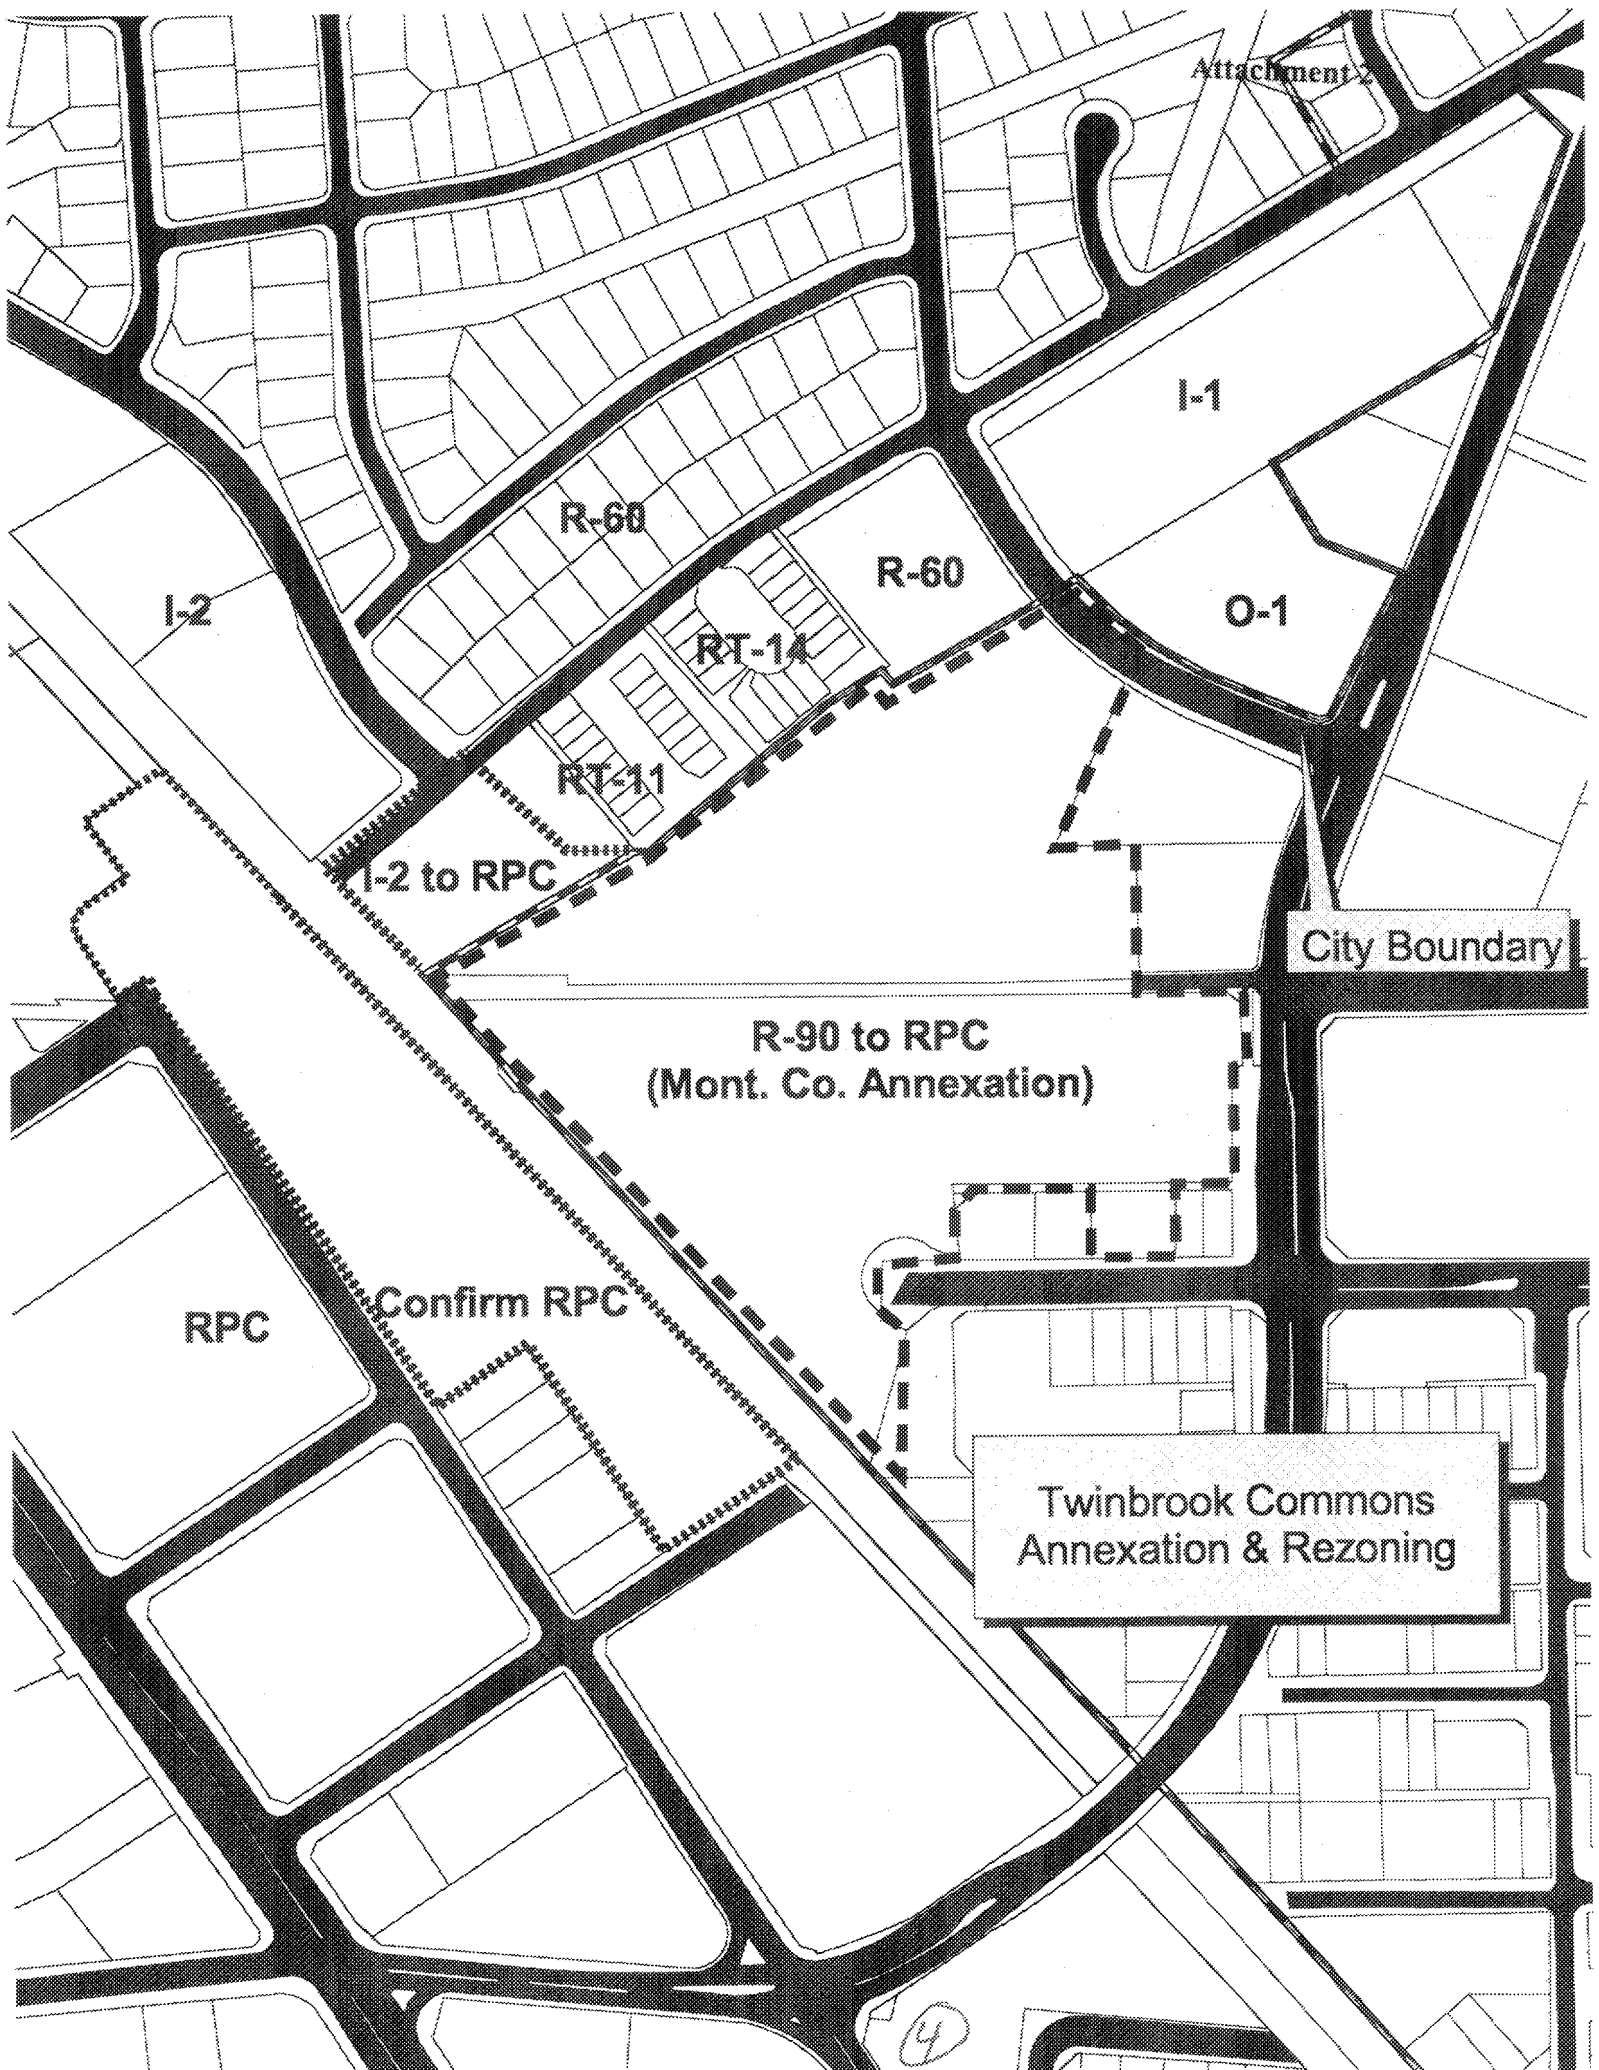 Attachment 2
I-1
R-60
R-60
I-2
O-1
RT-14
RT-11
I-2 to RPC
City Boundary
R-90 to RPC
(Mont. Co. Annexation)
Confirm RPC
RPC
Twinbrook Commons
Annexation & Rezoning
4